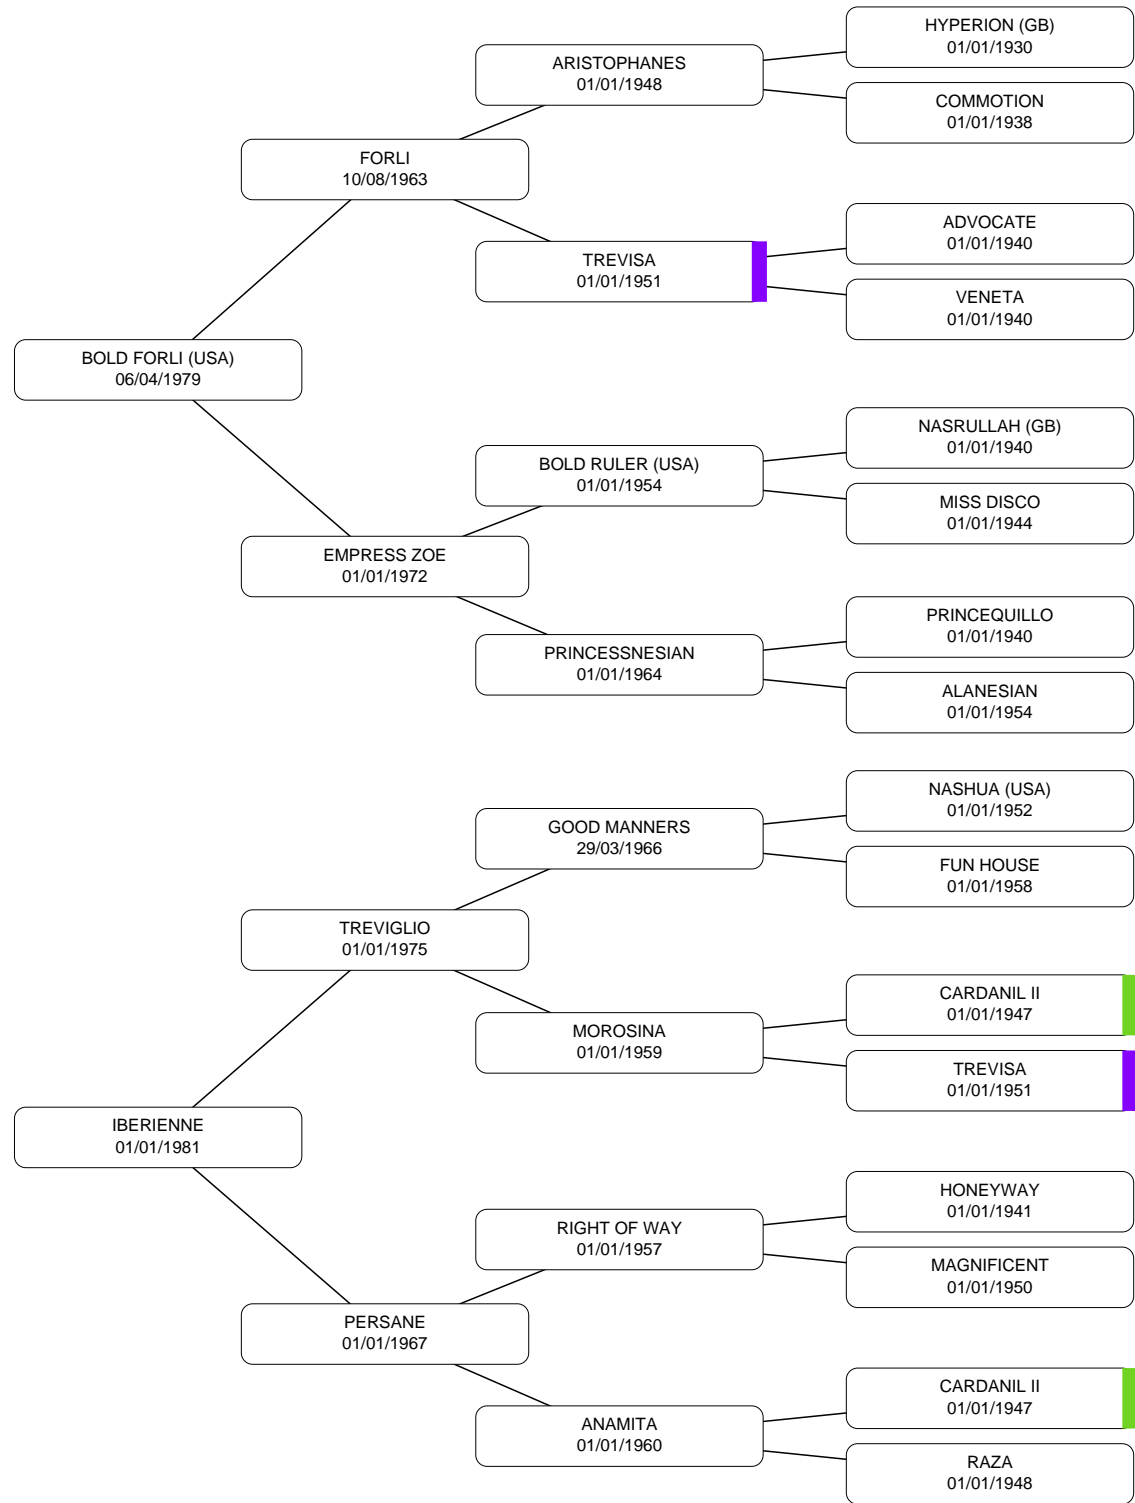 HYPERION (GB)
01/01/1930
ARISTOPHANES
01/01/1948
COMMOTION
01/01/1938
FORLI
10/08/1963
ADVOCATE
01/01/1940
TREVISA
01/01/1951
VENETA
01/01/1940
BOLD FORLI (USA)
06/04/1979
NASRULLAH (GB)
01/01/1940
BOLD RULER (USA)
01/01/1954
MISS DISCO
01/01/1944
EMPRESS ZOE
01/01/1972
PRINCEQUILLO
01/01/1940
PRINCESSNESIAN
01/01/1964
ALANESIAN
01/01/1954
NASHUA (USA)
01/01/1952
GOOD MANNERS
29/03/1966
FUN HOUSE
01/01/1958
TREVIGLIO
01/01/1975
CARDANIL II
01/01/1947
MOROSINA
01/01/1959
TREVISA
01/01/1951
IBERIENNE
01/01/1981
HONEYWAY
01/01/1941
RIGHT OF WAY
01/01/1957
MAGNIFICENT
01/01/1950
PERSANE
01/01/1967
CARDANIL II
01/01/1947
ANAMITA
01/01/1960
RAZA
01/01/1948